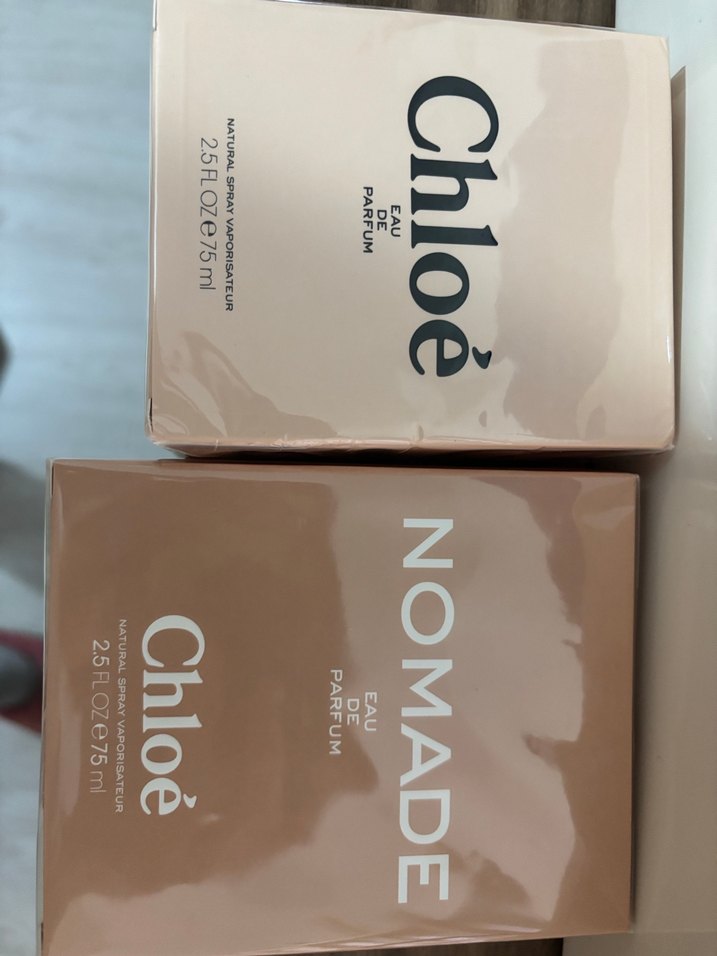 Chloé
EAU
DE
PARFUM
NATURAL SPRAY VAPORISATEUR
2.5 FL OZ e 75 ml
NOMADE
EAU
DE
PARFUM
Chloé
NATURAL SPRAY VAPORISATEUR
2.5 FL OZ e 75 ml